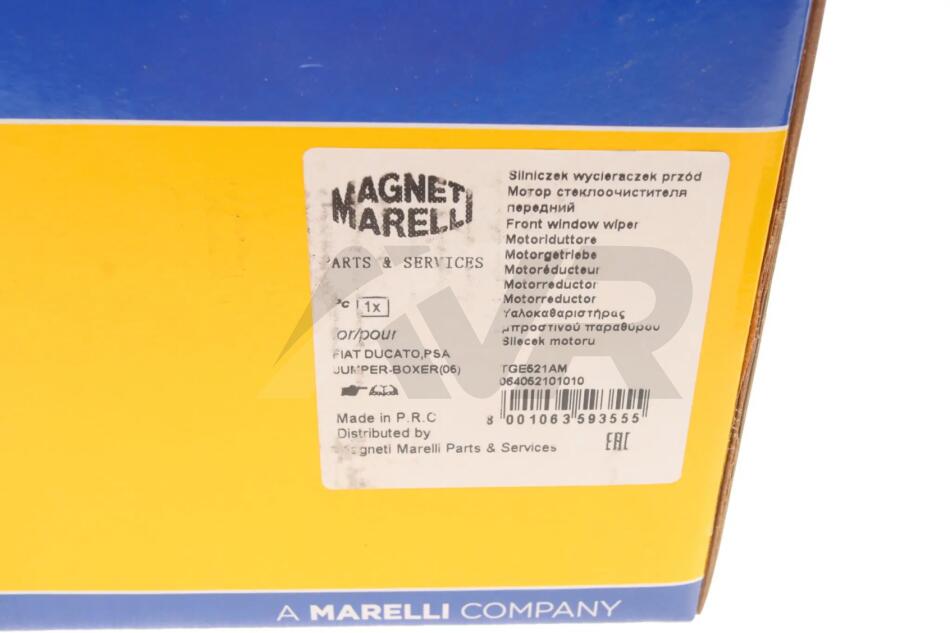 MAGNETI
MARELLI
PARTS & SERVICES
Pc 1x
for/pour
FIAT DUCATO,PSA
JUMPER-BOXER(06)
Made in P.R.C
Distributed by
Magneti Marelli Parts & Services
Silniczek wycieraczek przód
Мотор стеклоочистителя
передний
Front window wiper
Motoriduttore
Motorgetriebe
Motoréducteur
Motorreductor
Motorreductor
Υαλοκαθαριστήρας
μπροστινού παραθύρου
Silecek motoru
TGE521AM
064052101010
8 001063 593555
EAC
AVR
A MARELLI COMPANY